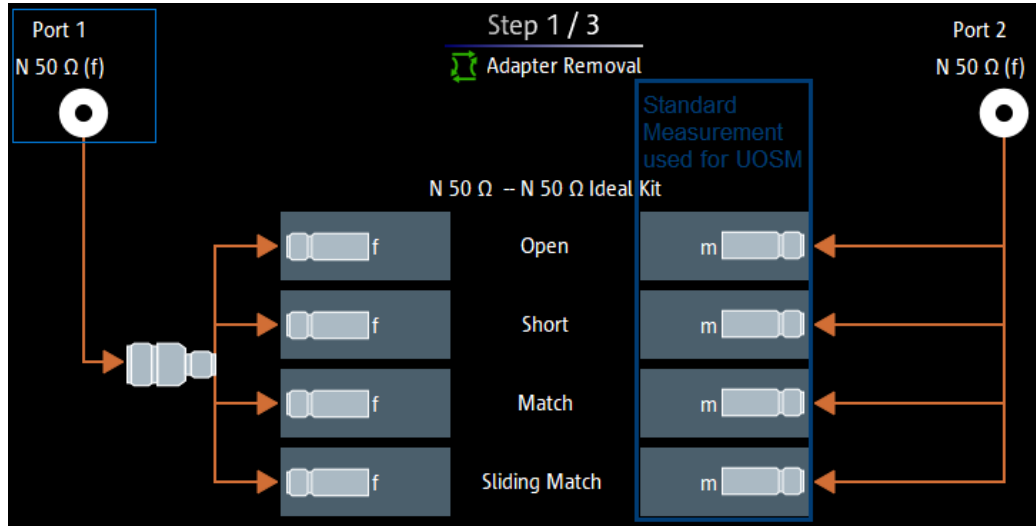 Port 1
N 50 Ω (f)
Step 1 / 3
Adapter Removal
Port 2
N 50 Ω (f)
Standard
Measurement
used for UOSM
N 50 Ω -- N 50 Ω Ideal Kit
f Open m
f Short m
f Match m
f Sliding Match m